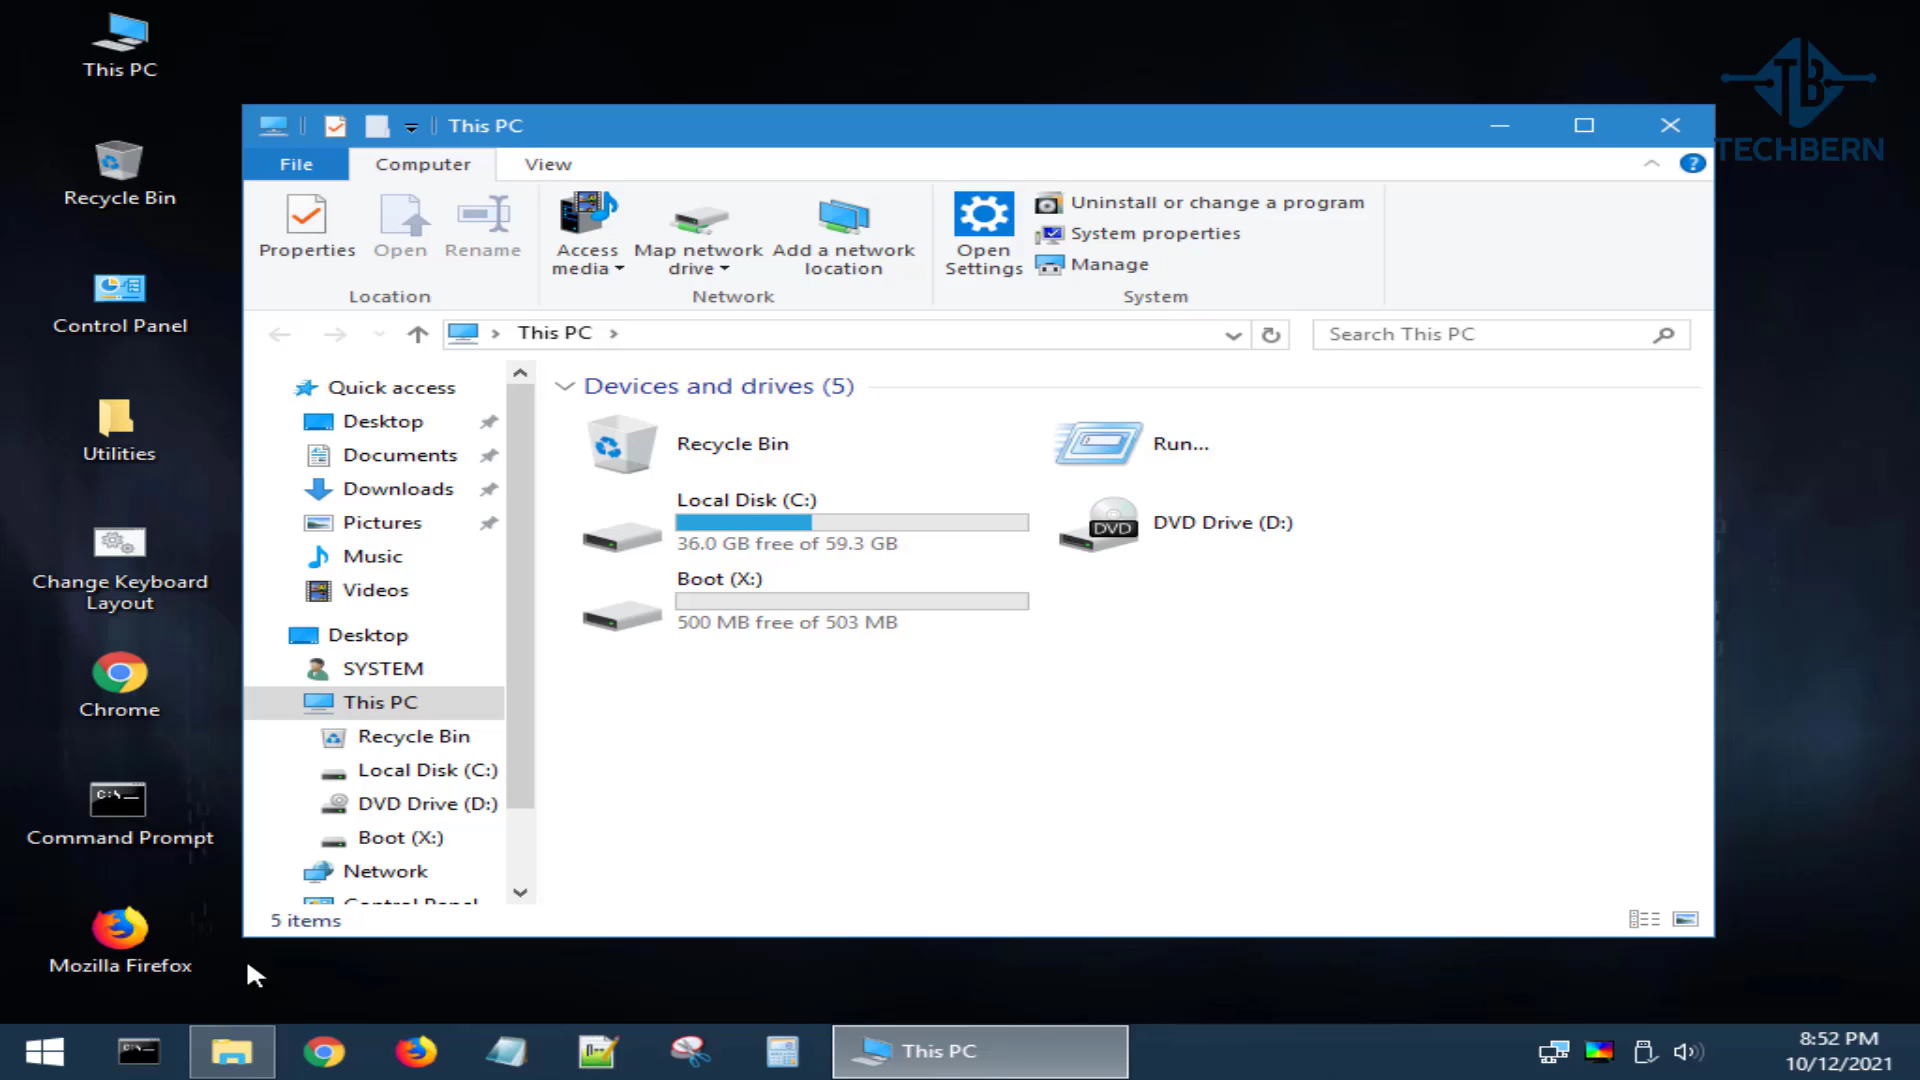 This PC
Recycle Bin
Control Panel
Utilities
Change Keyboard
Layout
Chrome
Command Prompt
Mozilla Firefox
TB
TECHBERN
This PC
File
Computer
View
?
Properties
Open
Rename
Location
Access
media
Map network
drive
Add a network
location
Network
Open
Settings
Uninstall or change a program
System properties
Manage
System
This PC
Search This PC
Quick access
Desktop
Documents
Downloads
Pictures
Music
Videos
Desktop
SYSTEM
This PC
Recycle Bin
Local Disk (C:)
DVD Drive (D:)
Boot (X:)
Network
Control Panel
Devices and drives (5)
Recycle Bin
Run...
Local Disk (C:)
36.0 GB free of 59.3 GB
DVD
DVD Drive (D:)
Boot (X:)
500 MB free of 503 MB
5 items
This PC
8:52 PM
10/12/2021